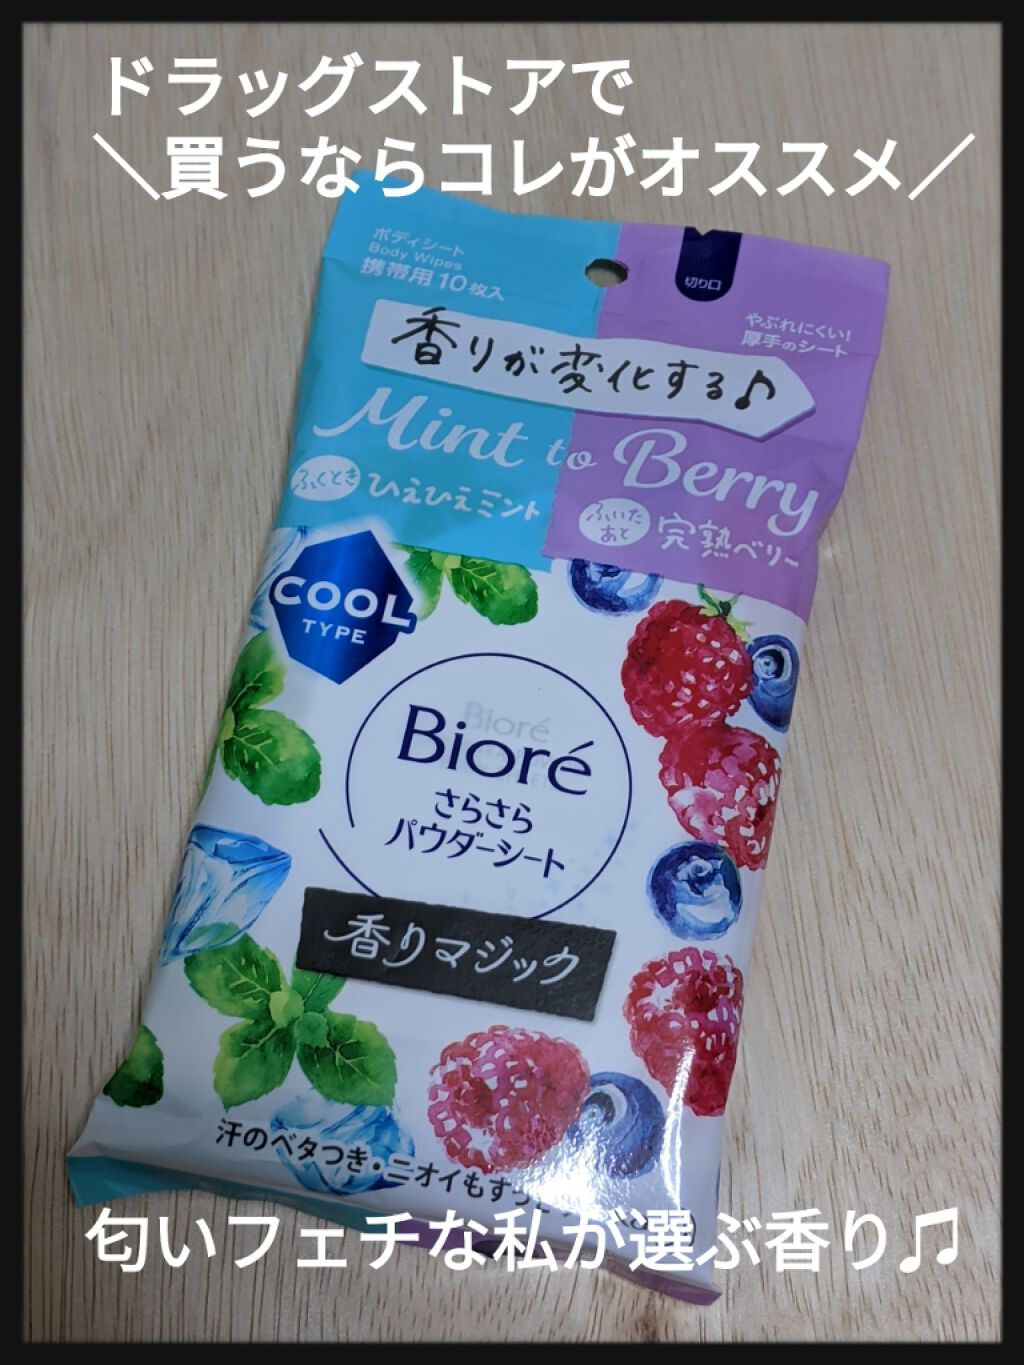 ドラッグストアで
＼買うならコレがオススメ／
ボディシート
Body Wipes
携帯用10枚入
切り口
やぶれにくい!
厚手のシート
香りが変化する♪
Mint to Berry
ふくとき
ひえひえミント
ふいた
あと
完熟ベリー
COOL
TYPE
Bioré
Bioré
さらさら
パウダーシート
香りマジック
汗のベタつき・ニオイもすっ
匂いフェチな私が選ぶ香り♫